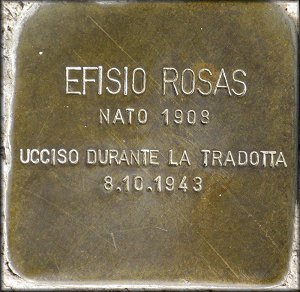 EFISIO ROSAS
NATO 1908
UCCISO DURANTE LA TRADOTTA
8.10.1943